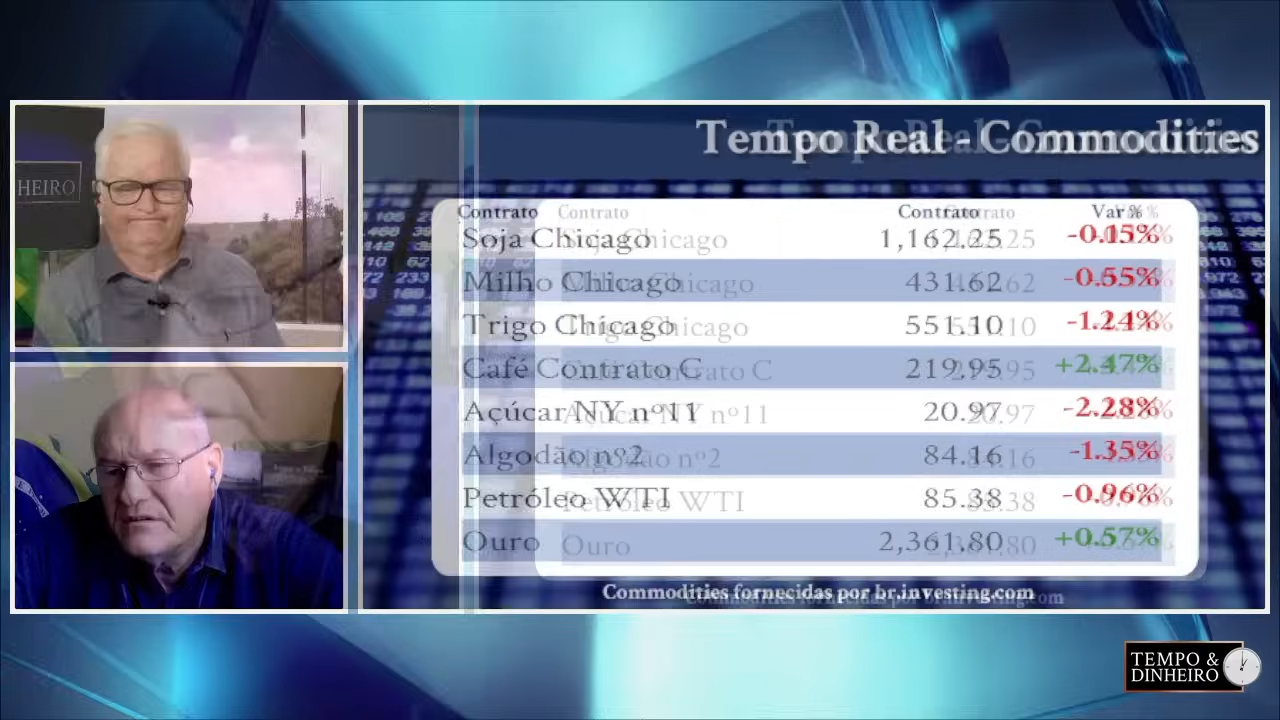 HEIRO
Tempo Real - Commodities
Contrato Contrato Var %
Soja Chicago 1,162.25 -0.15%
Milho Chicago 431.62 -0.55%
Trigo Chicago 551.10 -1.24%
Café Contrato C 219.95 +2.47%
Açúcar NY nº11 20.97 -2.28%
Algodão nº2 84.16 -1.35%
Petróleo WTI 85.38 -0.96%
Ouro 2,361.80 +0.57%
Commodities fornecidas por br.investing.com
TEMPO &
DINHEIRO